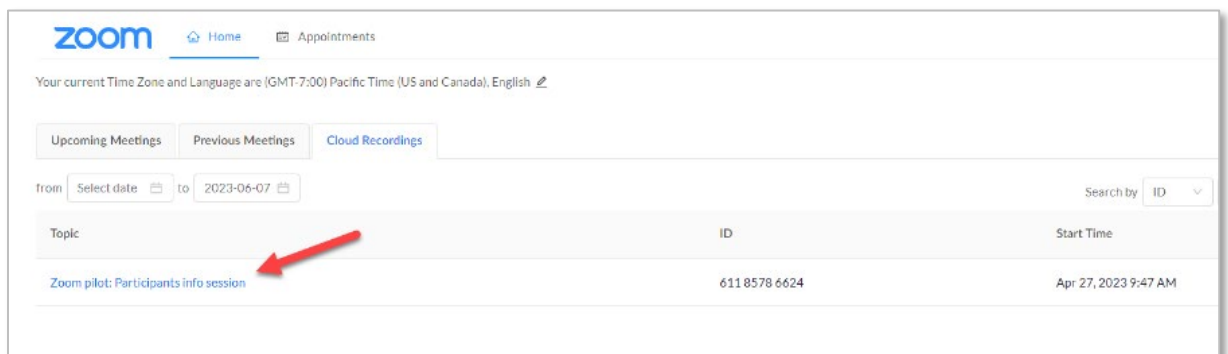 zoom Home Appointments
Your current Time Zone and Language are (GMT-7:00) Pacific Time (US and Canada), English
Upcoming Meetings Previous Meetings Cloud Recordings
from Select date to 2023-06-07 Search by ID
Topic ID Start Time
Zoom pilot: Participants info session 611 8578 6624 Apr 27, 2023 9:47 AM